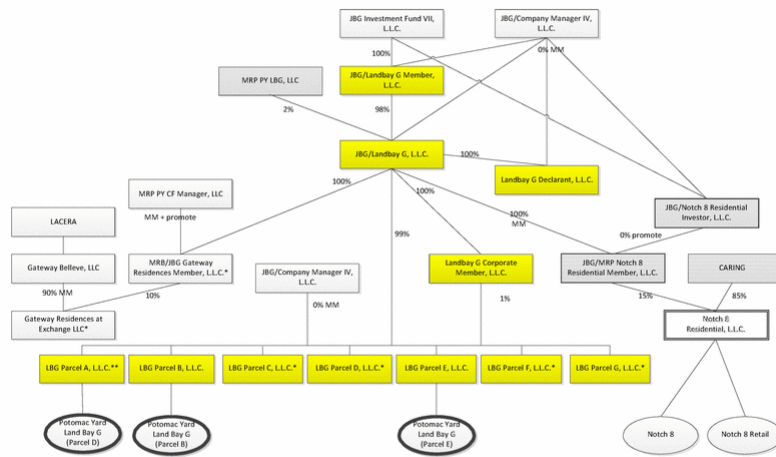 JBG Investment Fund VII,
L.L.C.
JBG/Company Manager IV,
L.L.C.
100%
0% MM
MRP PY LBG, LLC
JBG/Landbay G Member,
L.L.C.
2%
98%
JBG/Landbay G, L.L.C.
100%
Landbay G Declarant, L.L.C.
MRP PY CF Manager, LLC
100%
100%
100%
MM
JBG/Notch 8 Residential
Investor, L.L.C.
LACERA
MM + promote
99%
0% promote
Gateway Belleve, LLC
MRB/JBG Gateway
Residences Member, L.L.C.*
JBG/Company Manager IV,
L.L.C.
Landbay G Corporate
Member, L.L.C.
JBG/MRP Notch 8
Residential Member, L.L.C.
CARING
90% MM
10%
0% MM
1%
15%
85%
Gateway Residences at
Exchange LLC*
Notch 8
Residential, L.L.C.
LBG Parcel A, L.L.C.**
LBG Parcel B, L.L.C.
LBG Parcel C, L.L.C.*
LBG Parcel D, L.L.C.*
LBG Parcel E, L.L.C.
LBG Parcel F, L.L.C.*
LBG Parcel G, L.L.C.*
Potomac Yard
Land Bay G
(Parcel D)
Potomac Yard
Land Bay G
(Parcel B)
Potomac Yard
Land Bay G
(Parcel E)
Notch 8
Notch 8 Retail